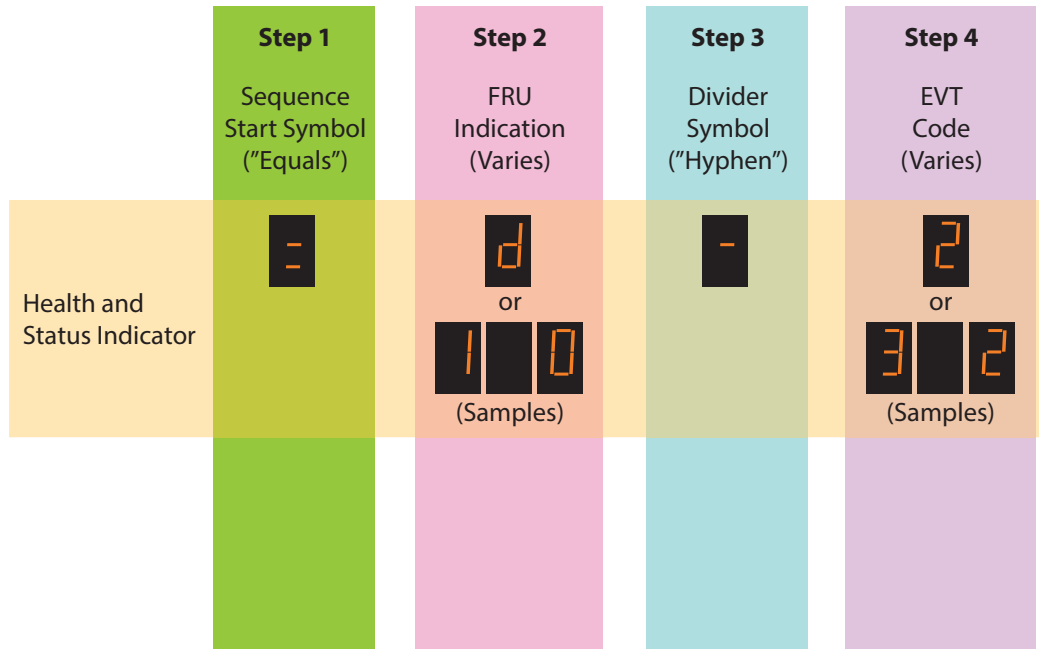 Step 1
Sequence
Start Symbol
("Equals")
Step 2
FRU
Indication
(Varies)
Step 3
Divider
Symbol
("Hyphen")
Step 4
EVT
Code
(Varies)
Health and
Status Indicator
=
d
or
1 0
(Samples)
-
2
or
3 2
(Samples)